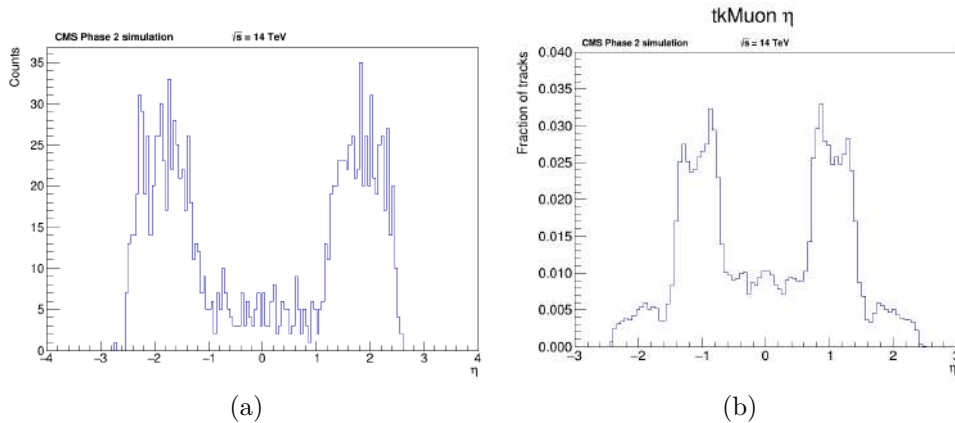 CMS Phase 2 simulation √s = 14 TeV
Counts
35
30
25
20
15
10
5
0
−4 −3 −2 −1 0 1 2 3 4
η
(a)
tkMuon η
CMS Phase 2 simulation √s = 14 TeV
Fraction of tracks
0.040
0.035
0.030
0.025
0.020
0.015
0.010
0.005
0.000
−3 −2 −1 0 1 2 3
η
(b)